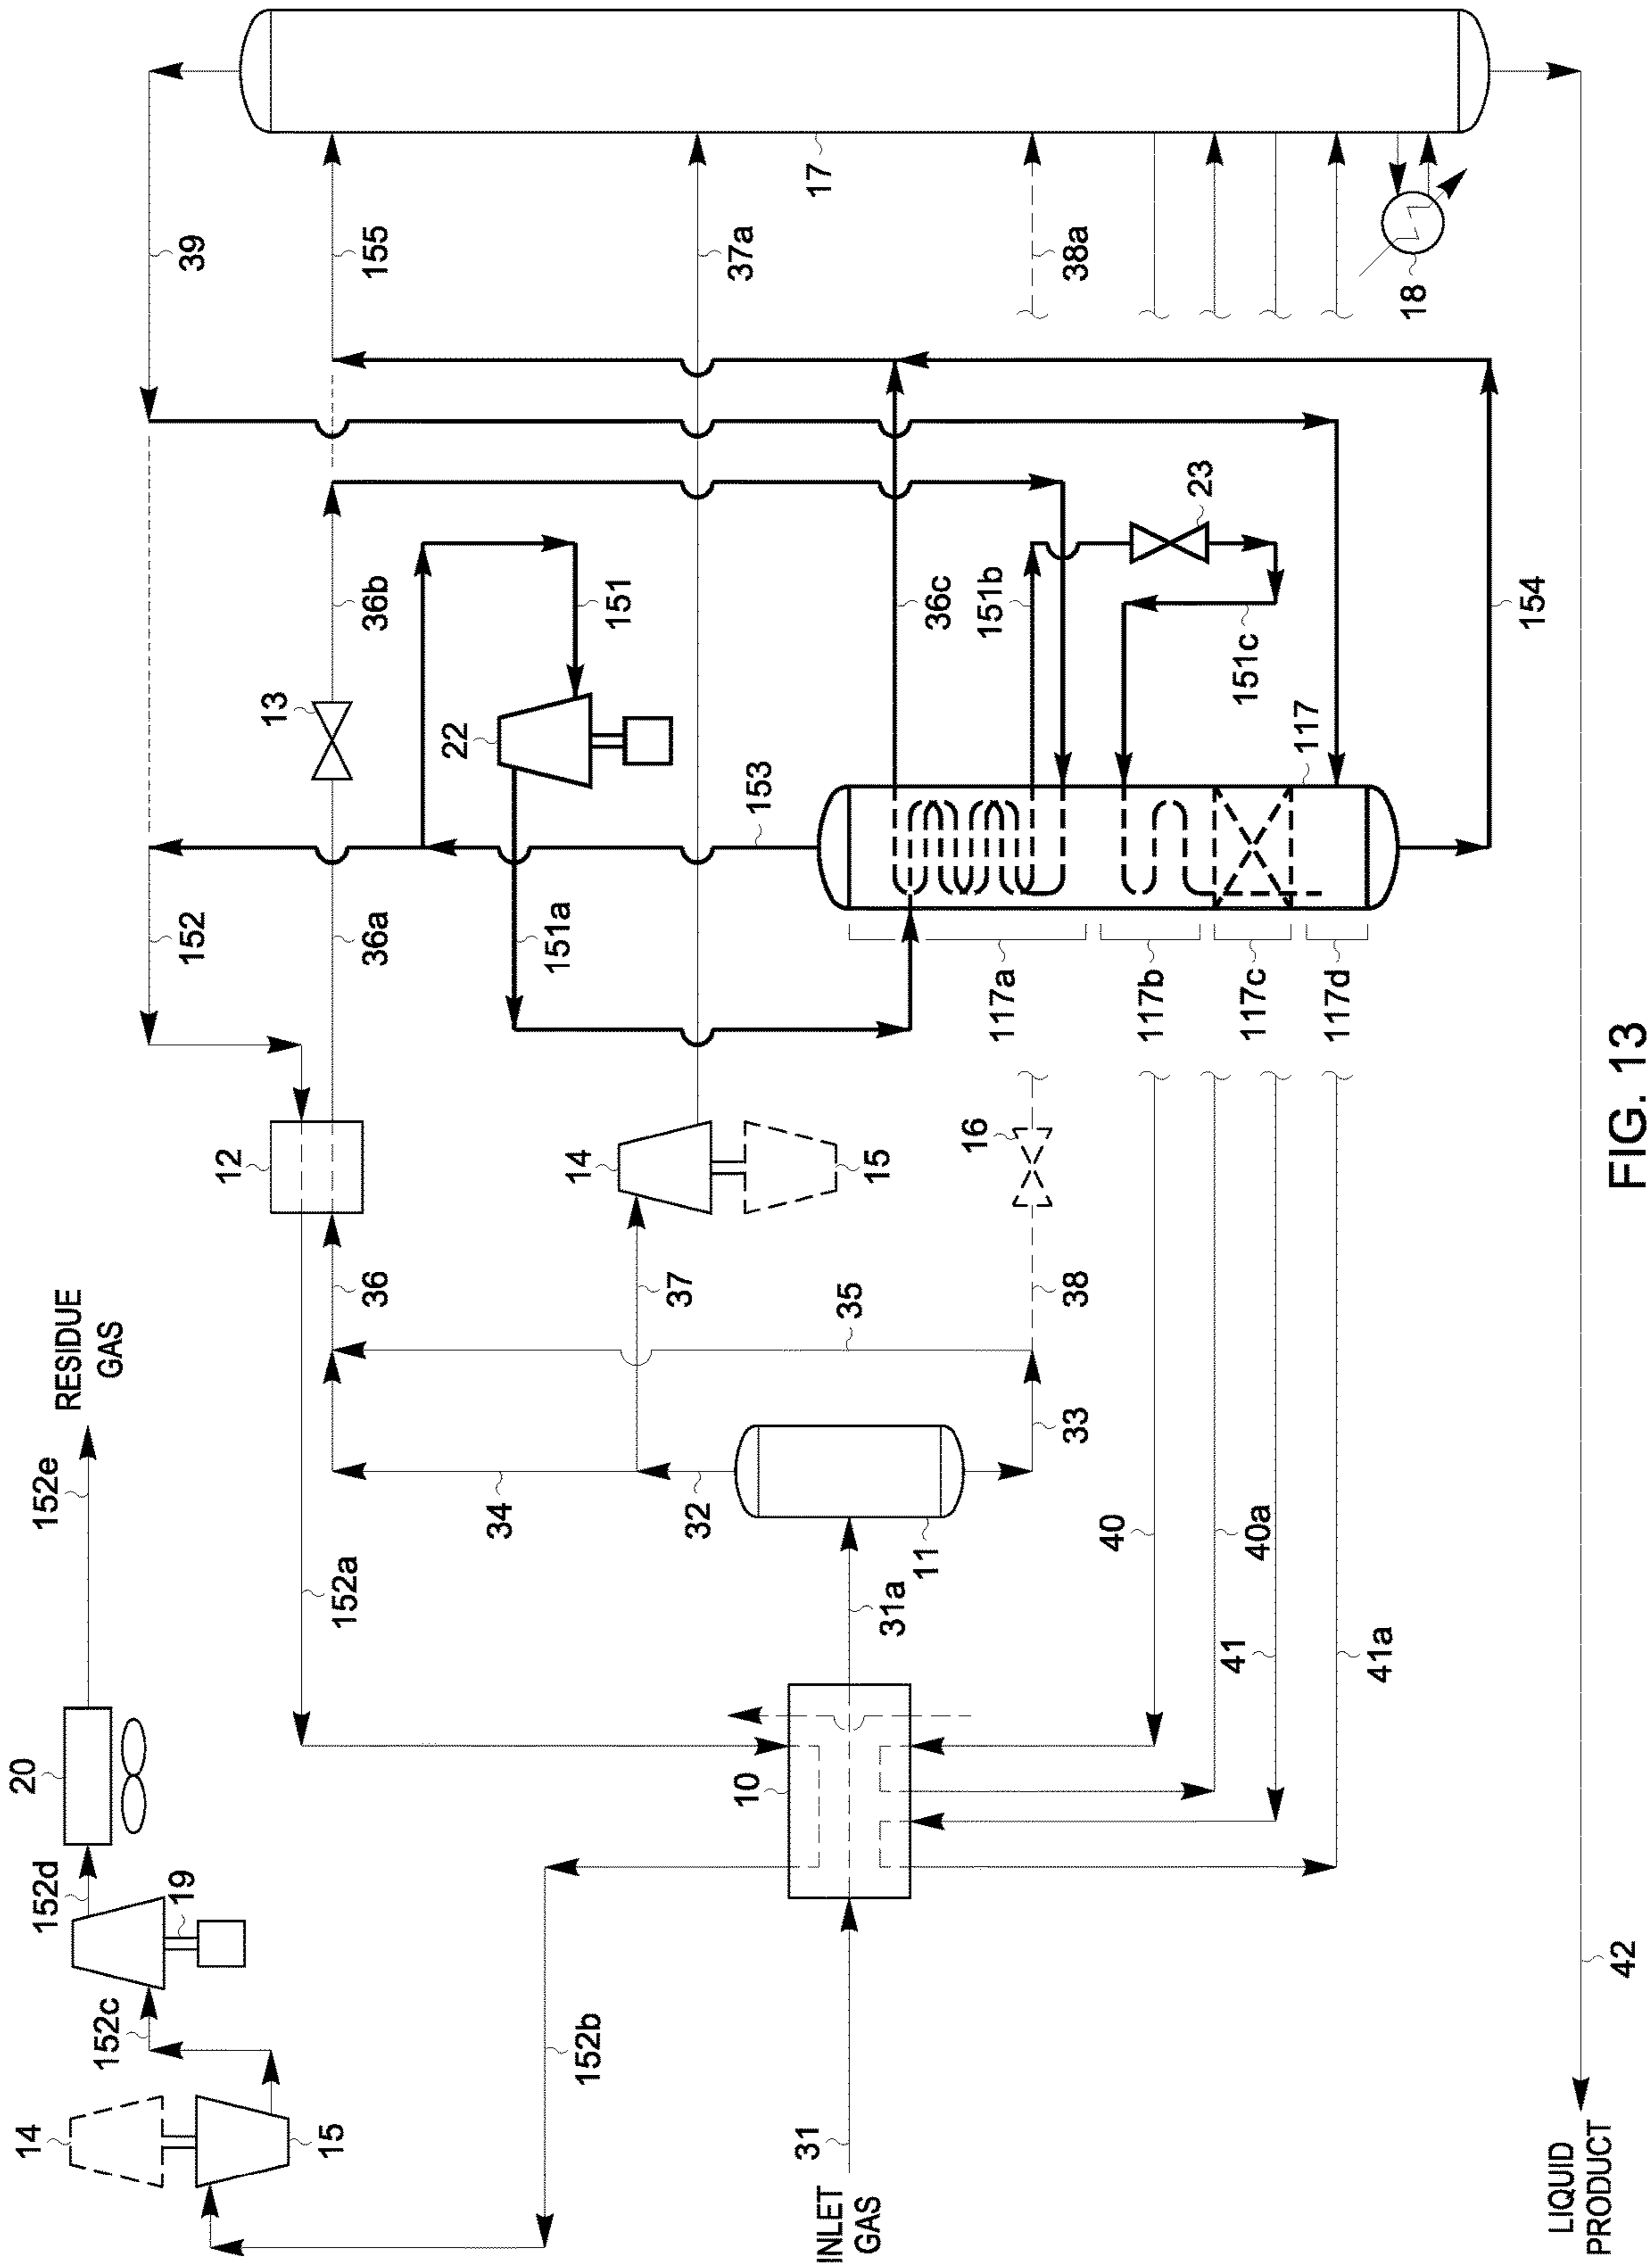 14
20
152d
152e
RESIDUE
GAS
152c
19
152
39
12
13
15
152a
36
36a
36b
155
22
34
151a
14
152b
151
32
37
37a
10
153
31
17
INLET
GAS
35
15
31a
11
36c
16
151b
117a
33
38
38a
40
117b
23
41
151c
40a
117c
117
117d
41a
18
154
LIQUID
PRODUCT
42
FIG. 13